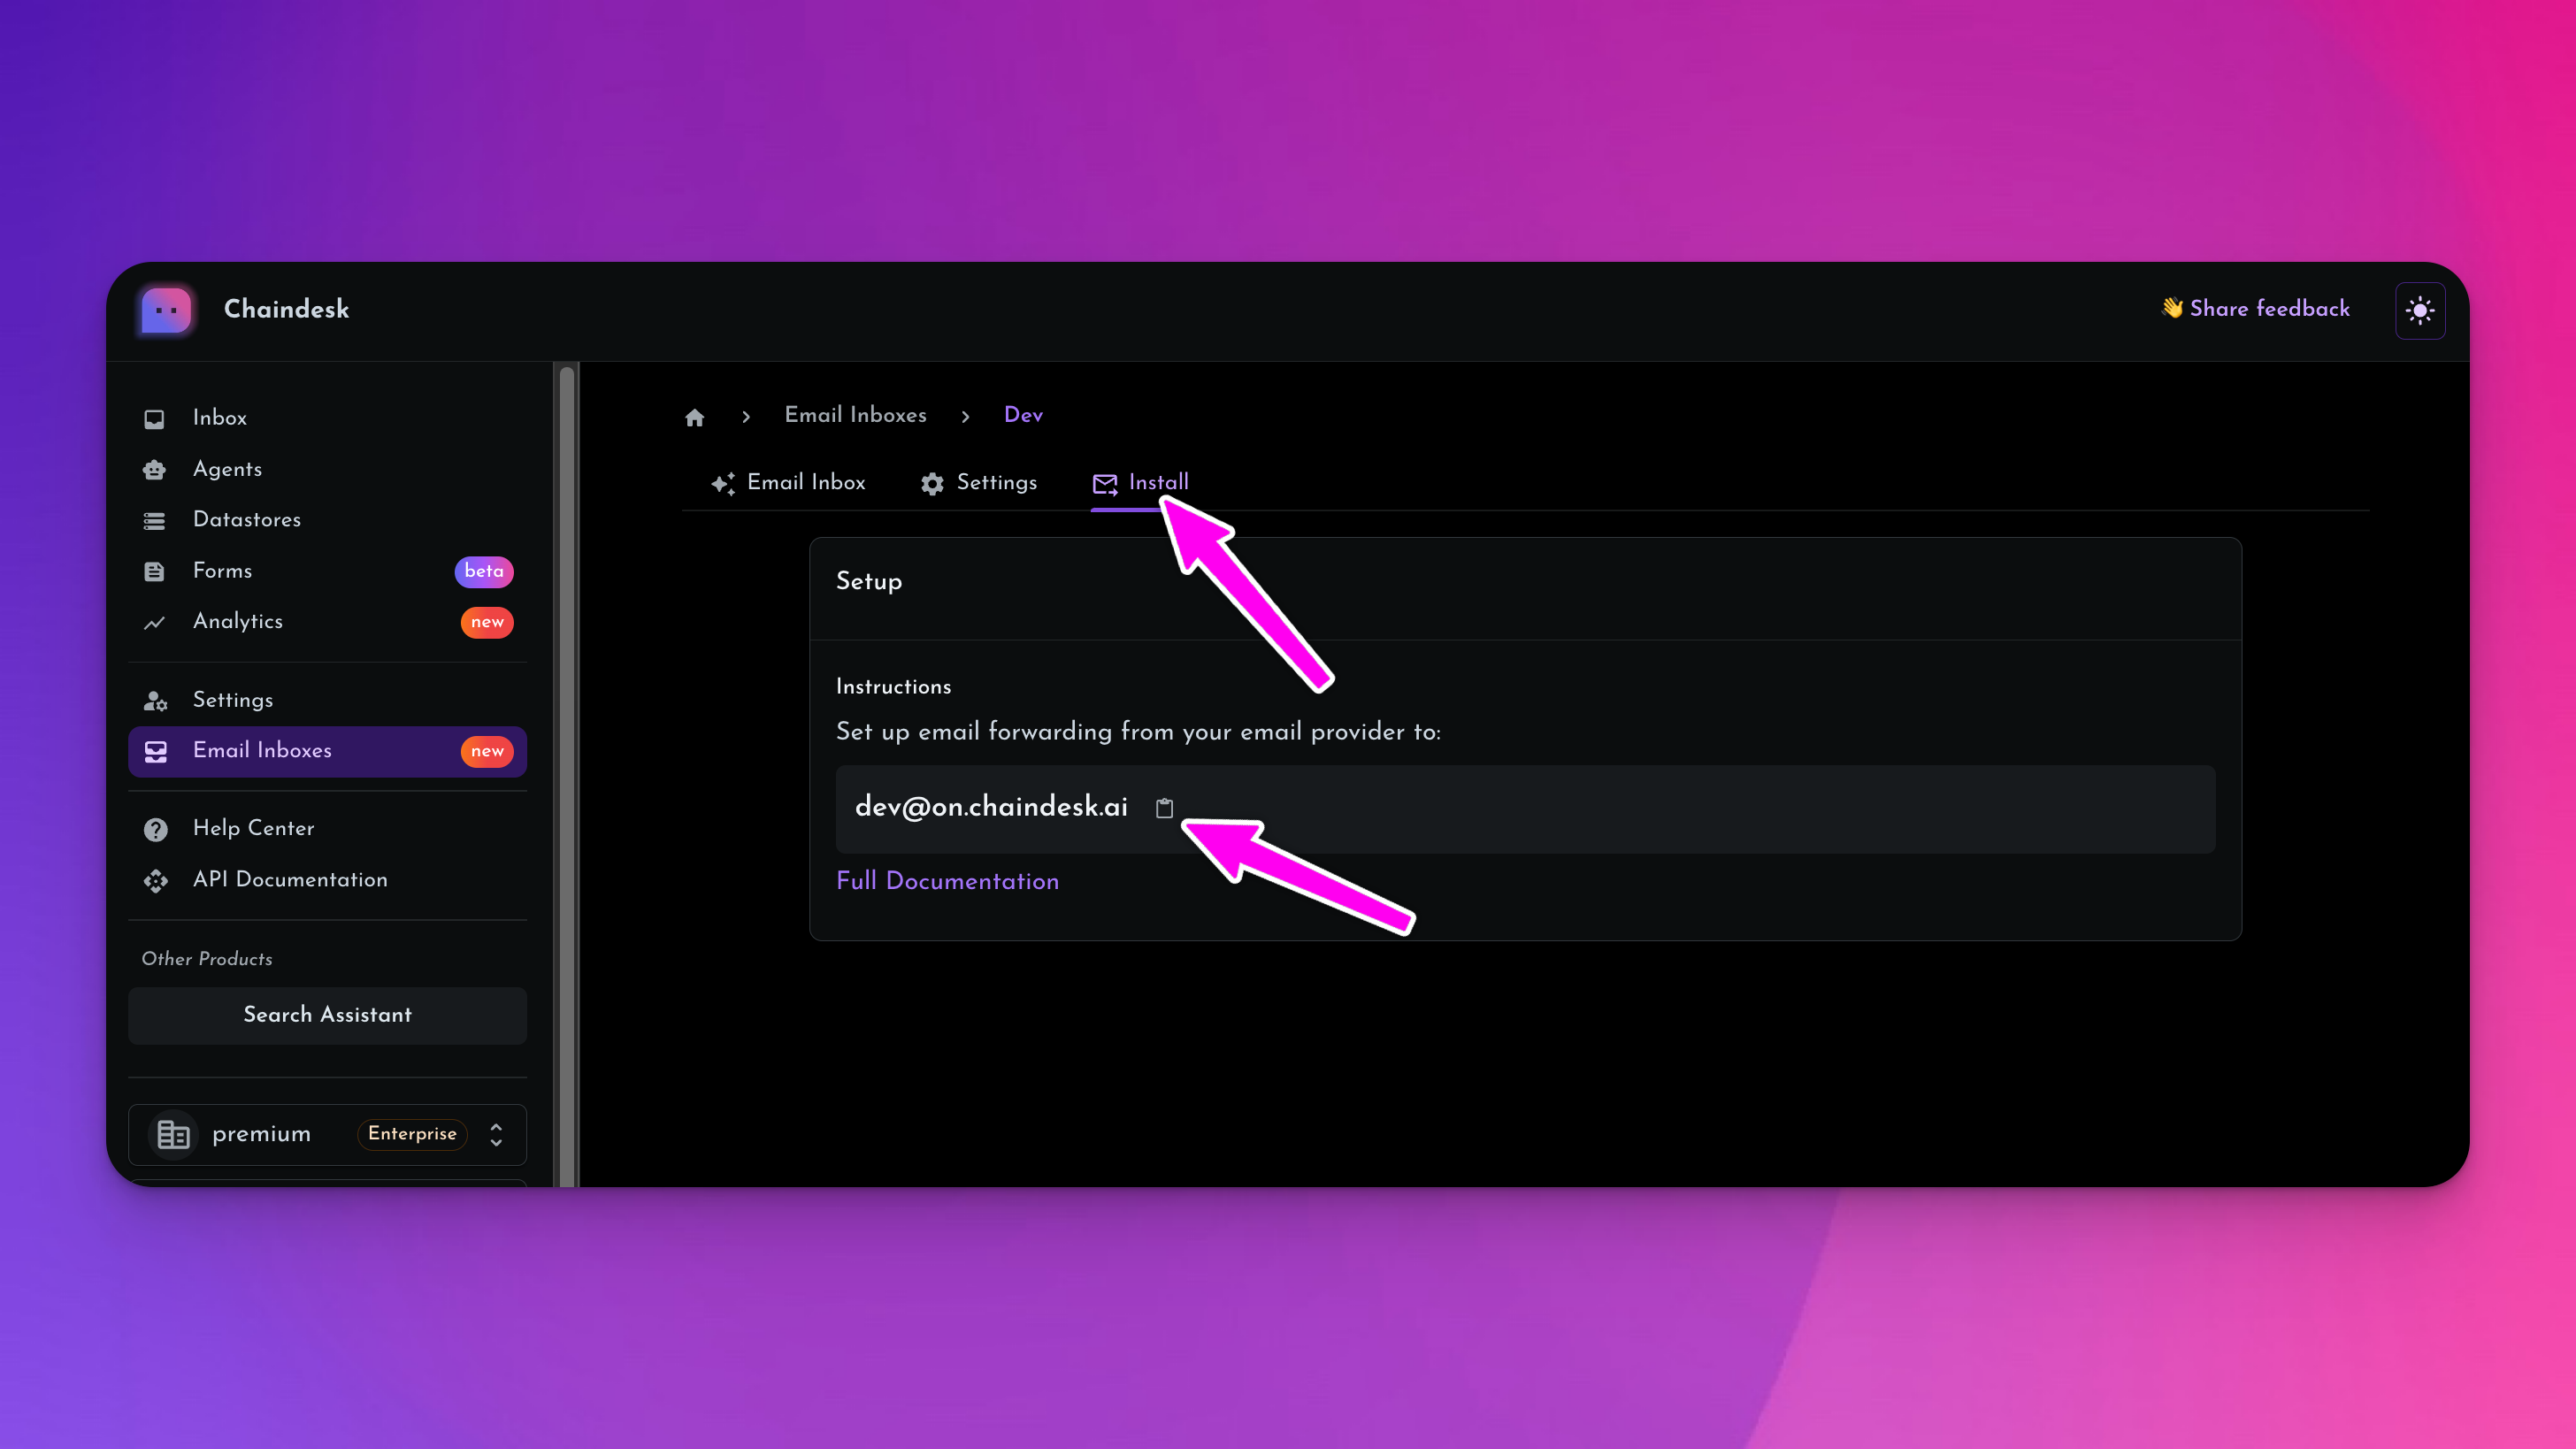 Chaindesk
👋 Share feedback
Inbox
Agents
Datastores
Forms beta
Analytics new
Settings
Email Inboxes new
Help Center
API Documentation
Other Products
Search Assistant
premium Enterprise
Email Inboxes > Dev
Email Inbox Settings Install
Setup
Instructions
Set up email forwarding from your email provider to:
dev@on.chaindesk.ai
Full Documentation